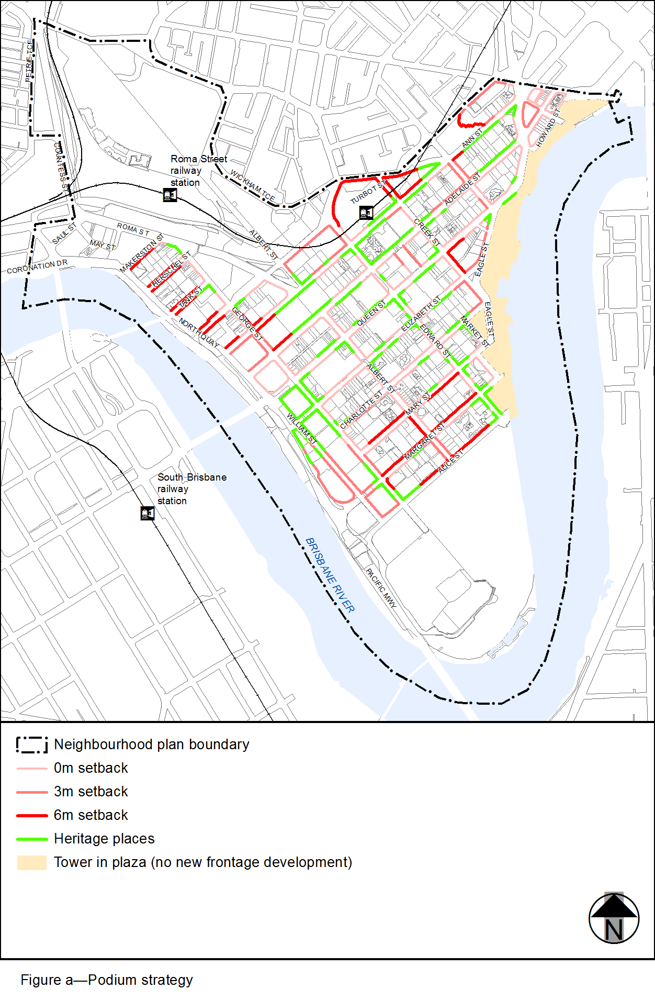 PETRIE TCE
COUNTESS ST
Roma Street
railway
station
WICKHAM TCE
TURBOT ST
ANN ST
HOWARD ST
ADELAIDE ST
CREEK ST
EAGLE ST
SAUL ST
ROMA ST
MAY ST
ALBERT ST
MAKERSTON ST
CORONATION DR
HERSCHEL ST
TANK ST
NORTH QUAY
GEORGE ST
QUEEN ST
ELIZABETH ST
EDWARD ST
MARKET ST
EAGLE ST
ALBERT ST
CHARLOTTE ST
MARY ST
MARGARET ST
ALICE ST
WILLIAM ST
South Brisbane
railway
station
BRISBANE RIVER
PACIFIC MWY
Neighbourhood plan boundary
0m setback
3m setback
6m setback
Heritage places
Tower in plaza (no new frontage development)
N
Figure a—Podium strategy